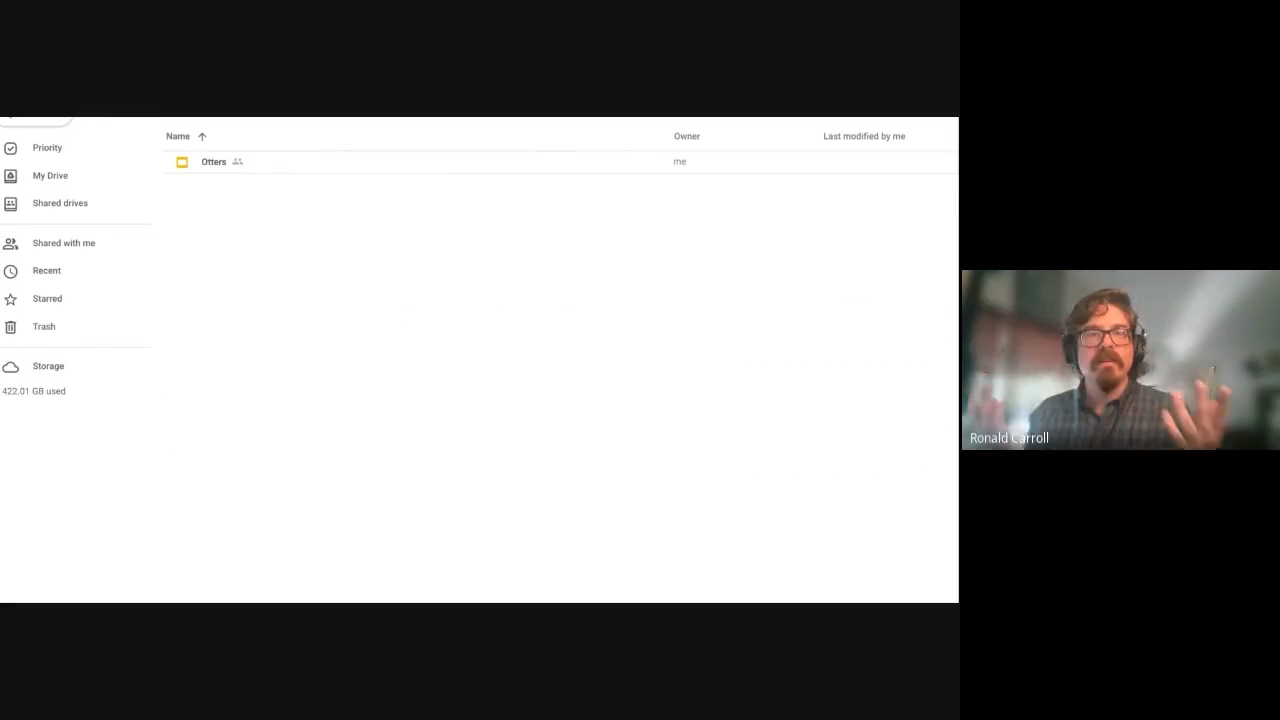 Name
Owner
Last modified by me
Priority
Otters
me
My Drive
Shared drives
Shared with me
Recent
Starred
Trash
Storage
422.01 GB used
Ronald Carroll